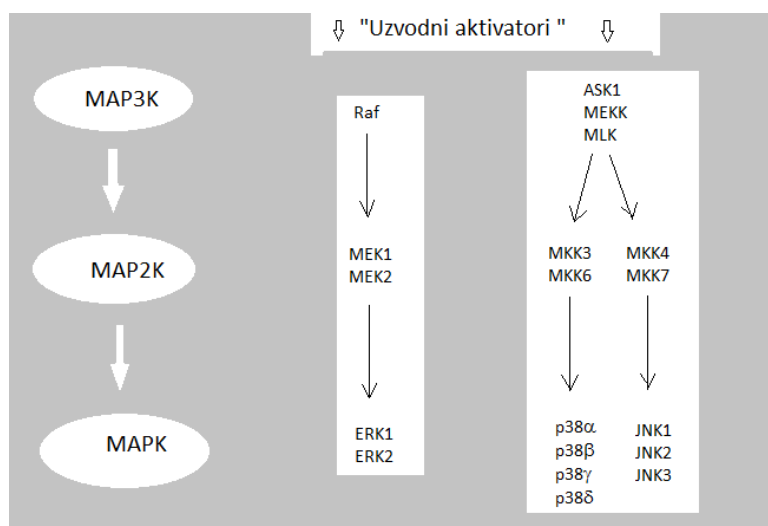 "Uzvodni aktivatori "
MAP3K
Raf
ASK1
MEKK
MLK
MAP2K
MEK1
MEK2
MKK3
MKK6
MKK4
MKK7
MAPK
ERK1
ERK2
p38α
p38β
p38γ
p38δ
JNK1
JNK2
JNK3